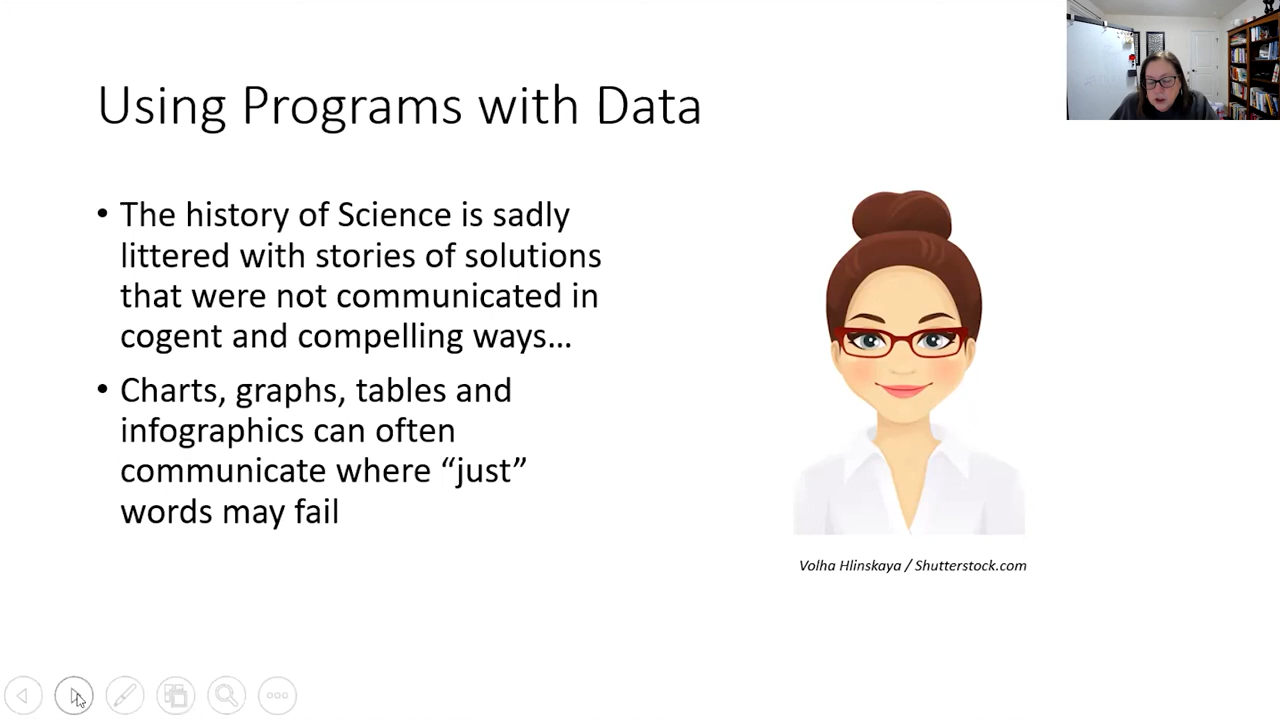 Using Programs with Data
• The history of Science is sadly
littered with stories of solutions
that were not communicated in
cogent and compelling ways…
• Charts, graphs, tables and
infographics can often
communicate where “just”
words may fail
Volha Hlinskaya / Shutterstock.com